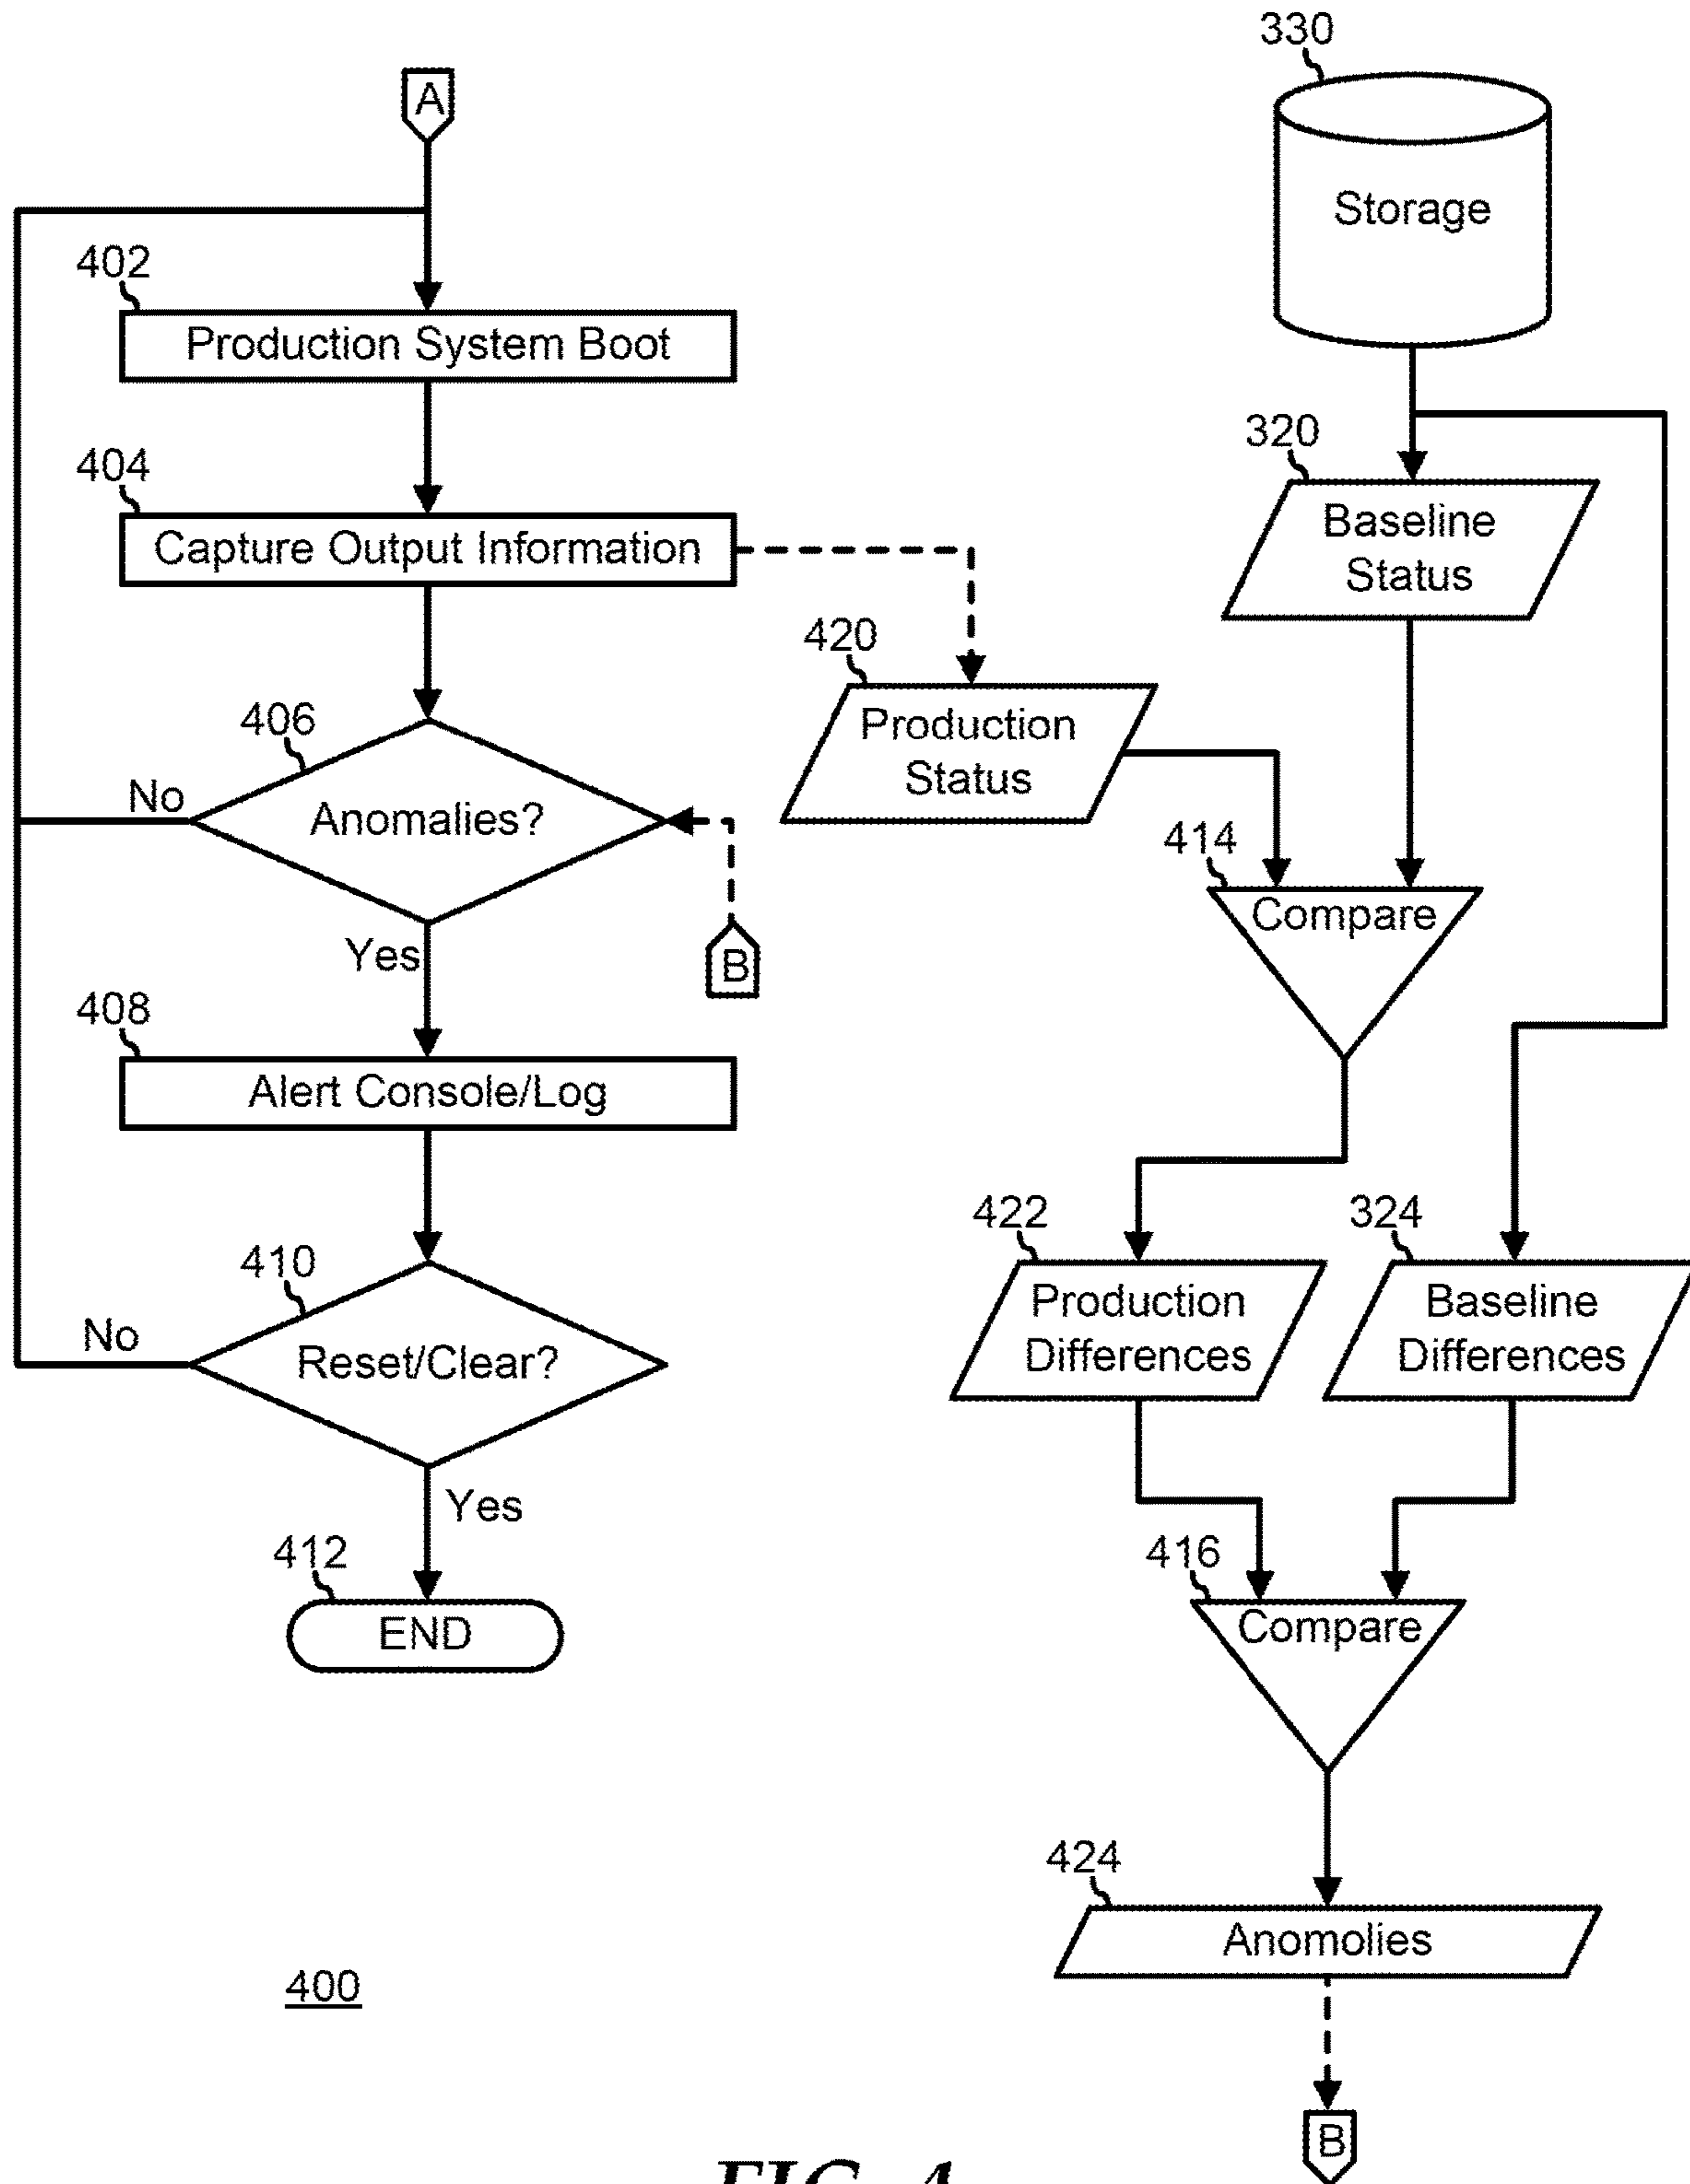 A
402
Production System Boot
404
Capture Output Information
406
Anomalies?
No
Yes
B
408
Alert Console/Log
410
Reset/Clear?
No
Yes
412
END
400
330
Storage
320
Baseline
Status
420
Production
Status
414
Compare
422
Production
Differences
324
Baseline
Differences
416
Compare
424
Anomolies
B
FIG. 4